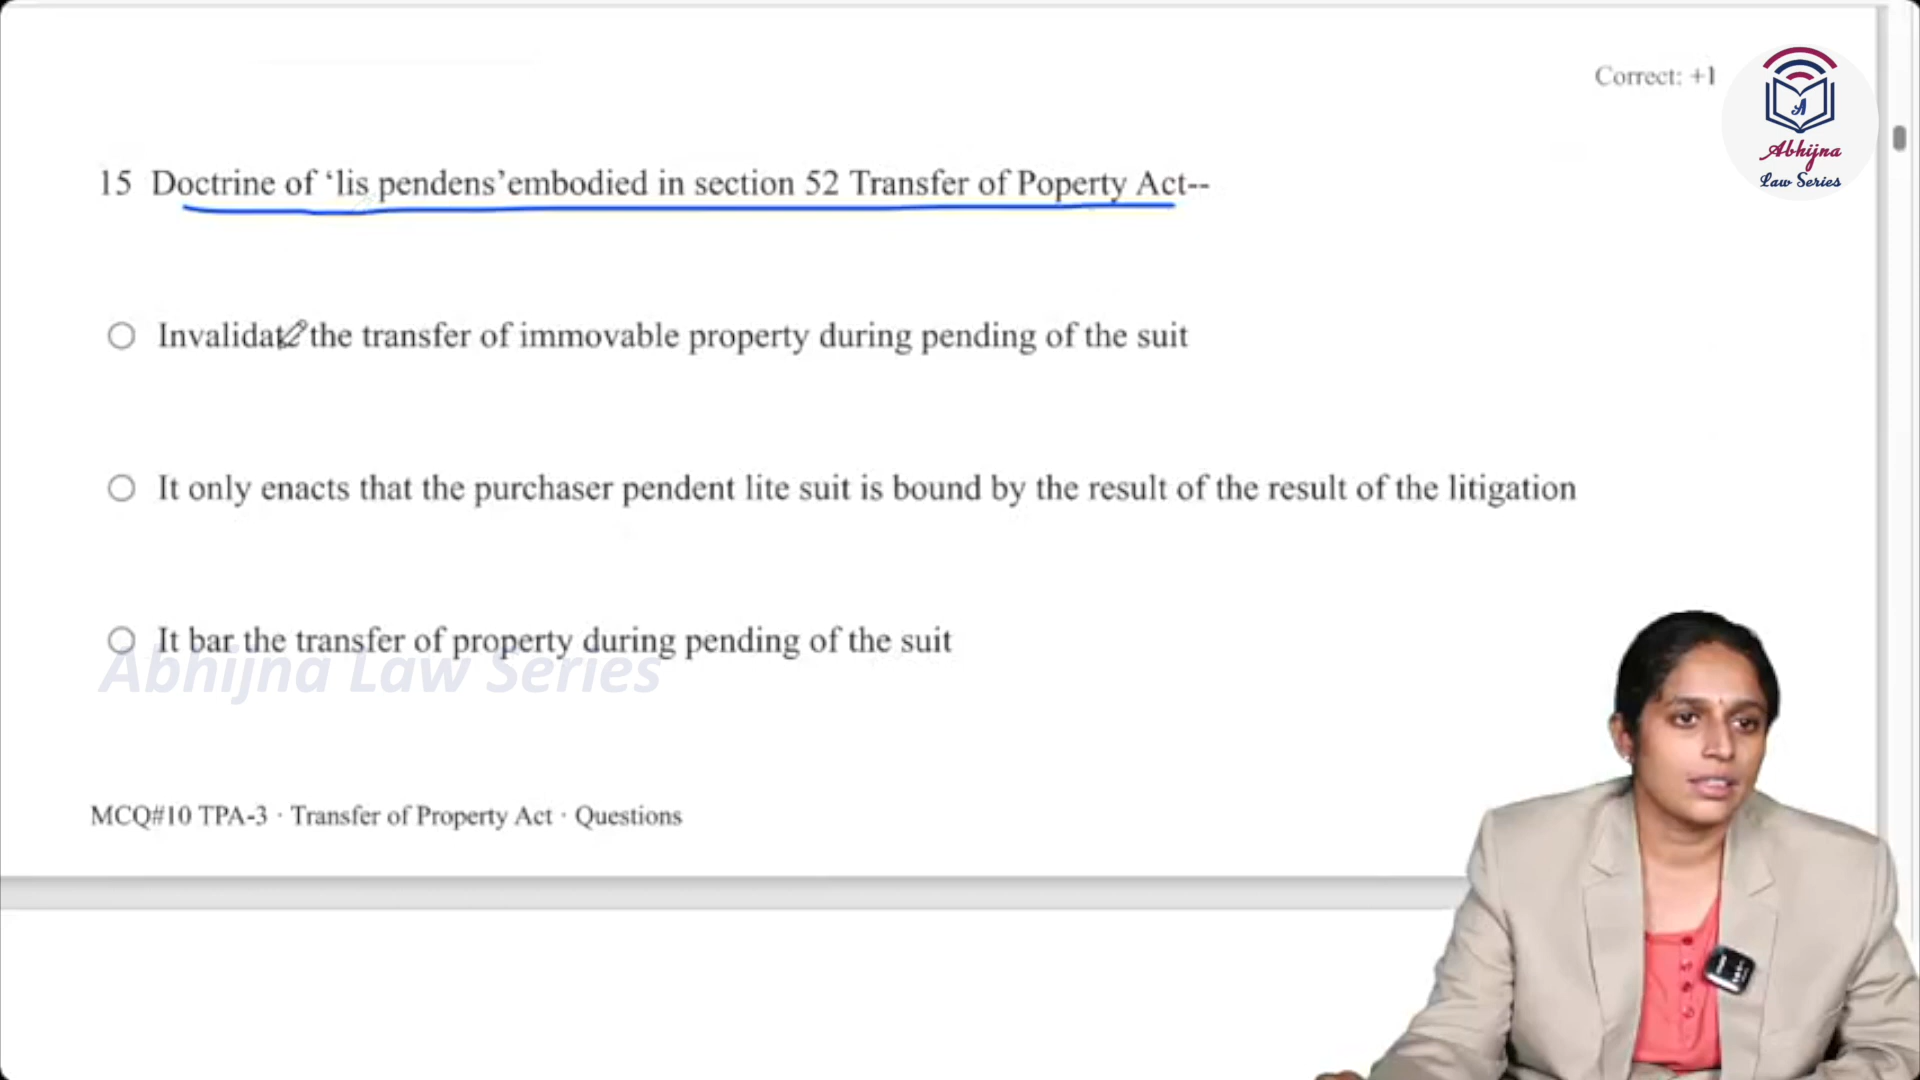 Correct: +1
Abhijna
Law Series
15 Doctrine of ‘lis pendens’embodied in section 52 Transfer of Poperty Act--
Invalidate the transfer of immovable property during pending of the suit
It only enacts that the purchaser pendent lite suit is bound by the result of the result of the litigation
It bar the transfer of property during pending of the suit
Abhijna Law Series
MCQ#10 TPA-3 · Transfer of Property Act · Questions